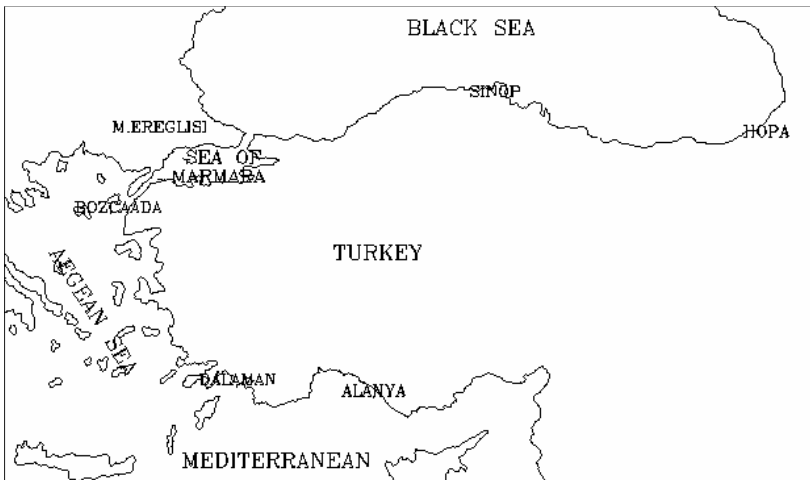 BLACK SEA
SINOP
M.EREGLISI
HOPA
SEA OF
MARMARA
BOZCAADA
TURKEY
AEGEAN SEA
DALAMAN
ALANYA
MEDITERRANEAN